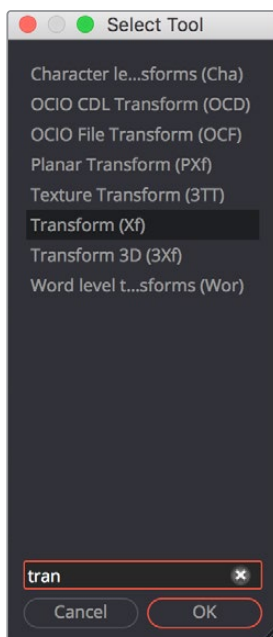 Select Tool
Character le...sforms (Cha)
OCIO CDL Transform (OCD)
OCIO File Transform (OCF)
Planar Transform (PXf)
Texture Transform (3TT)
Transform (Xf)
Transform 3D (3Xf)
Word level t...sforms (Wor)
tran
Cancel OK